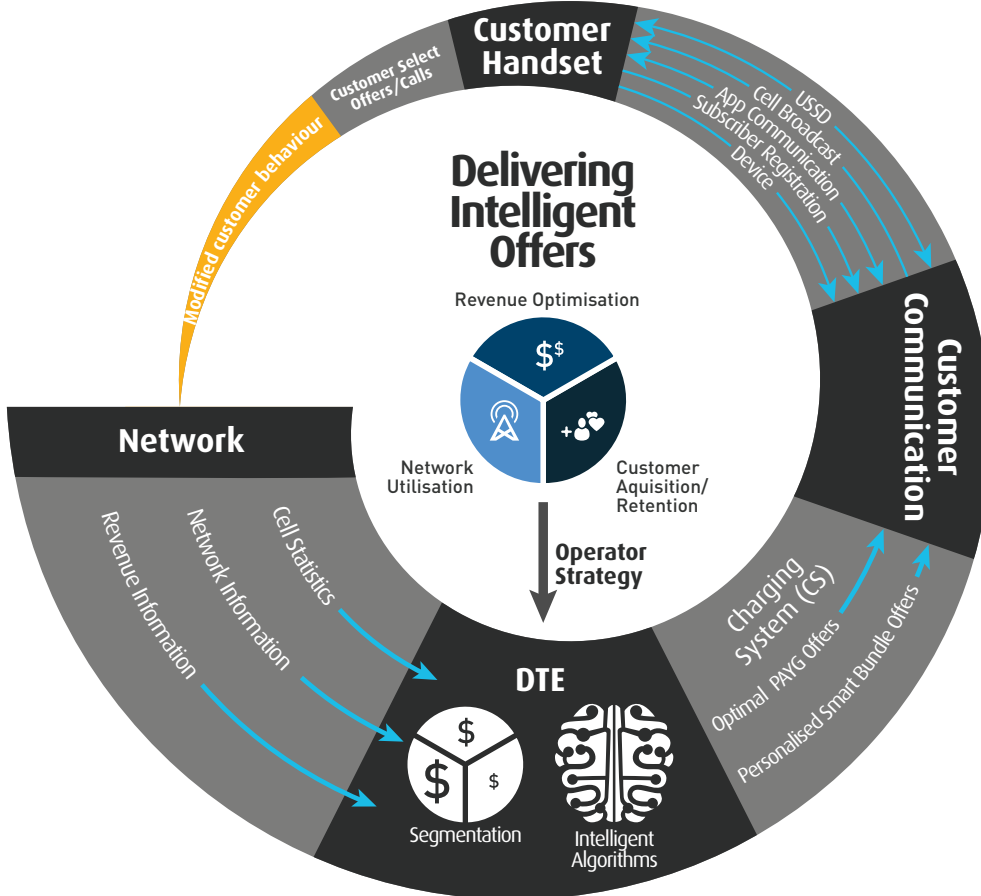 Customer
Handset
Customer Select
Offers/Calls
Modified customer behaviour
USSD
Cell Broadcast
App Communication
Subscriber Registration
Device
Delivering
Intelligent
Offers
Revenue Optimisation
$$
Network
Utilisation
Customer
Aquisition/
Retention
Operator
Strategy
Customer
Communication
Network
Revenue Information
Network Information
Cell Statistics
Charging
System (CS)
Optimal PAYG Offers
Personalised Smart Bundle Offers
DTE
$
$
$
Segmentation
Intelligent
Algorithms